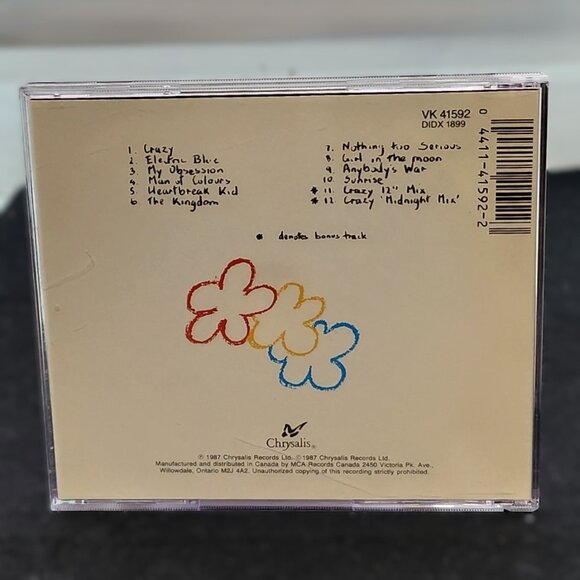 VK 41592
DIDX 1899
0 4411-41592-2
1. Crazy
2. Electric Blue
3. My Obsession
4. Man of Colours
5. Heartbreak Kid
6. The Kingdom
7. Nothing too Serious
8. Girl in the moon
9. Anybody's War
10. Sunrise
* 11. Crazy 12" Mix
* 12. Crazy 'Midnight Mix'
* denotes bonus track
Chrysalis®
℗ 1987 Chrysalis Records Ltd. © 1987 Chrysalis Records Ltd.
Manufactured and distributed in Canada by MCA Records Canada 2450 Victoria Pk. Ave.,
Willowdale, Ontario M2J 4A2. Unauthorized copying of this recording strictly prohibited.